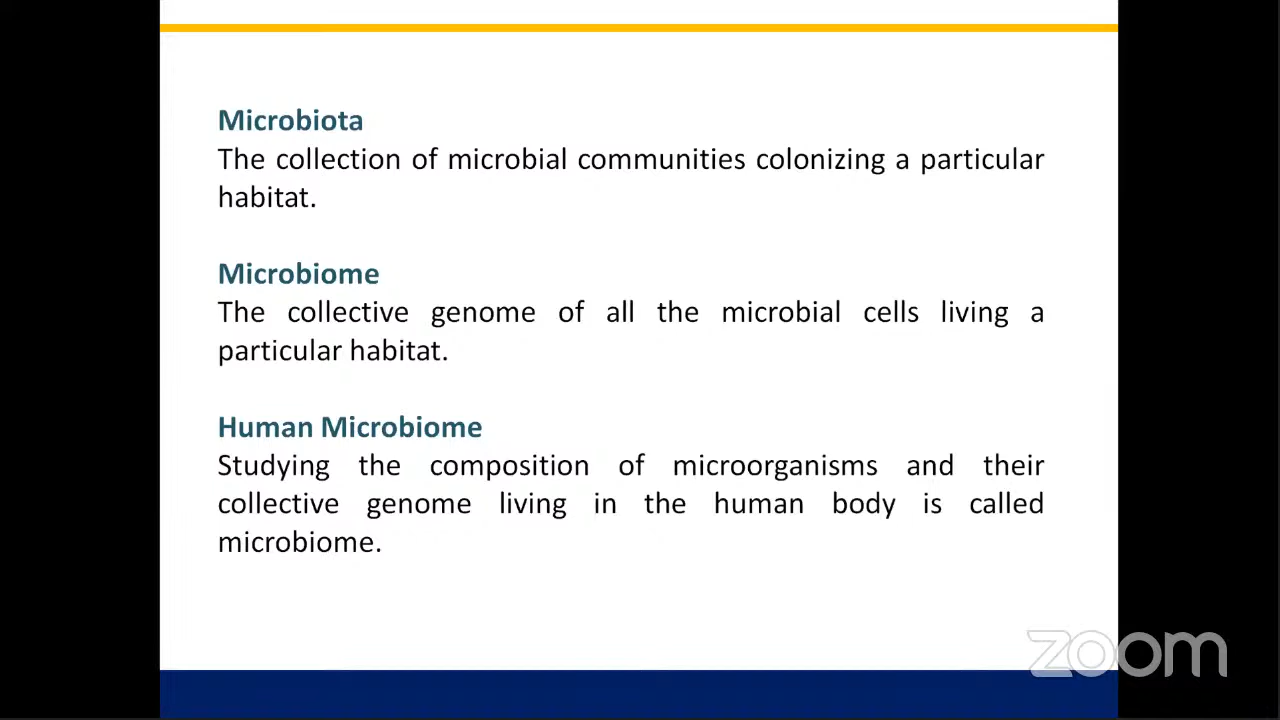 Microbiota
The collection of microbial communities colonizing a particular
habitat.
Microbiome
The collective genome of all the microbial cells living a
particular habitat.
Human Microbiome
Studying the composition of microorganisms and their
collective genome living in the human body is called
microbiome.
zoom